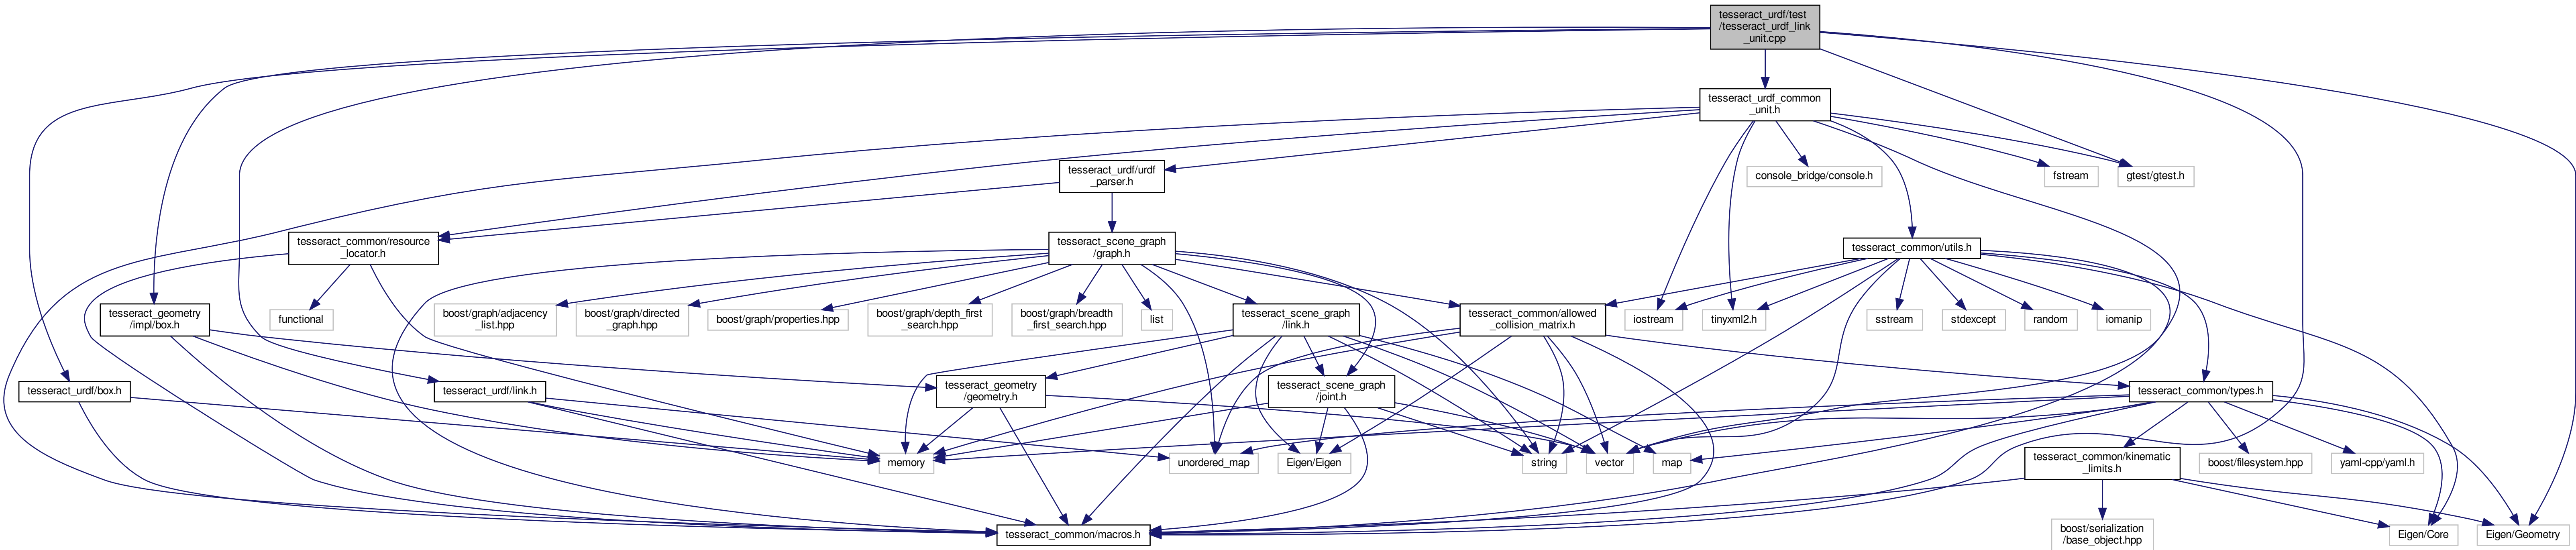 tesseract_urdf/test
/tesseract_urdf_link
_unit.cpp
tesseract_urdf_common
_unit.h
tesseract_urdf/urdf
_parser.h
console_bridge/console.h
fstream
gtest/gtest.h
tesseract_common/resource
_locator.h
tesseract_scene_graph
/graph.h
tesseract_common/utils.h
tesseract_geometry
/impl/box.h
functional
boost/graph/adjacency
_list.hpp
boost/graph/directed
_graph.hpp
boost/graph/properties.hpp
boost/graph/depth_first
_search.hpp
boost/graph/breadth
_first_search.hpp
list
tesseract_scene_graph
/link.h
tesseract_common/allowed
_collision_matrix.h
iostream
tinyxml2.h
sstream
stdexcept
random
iomanip
tesseract_urdf/box.h
tesseract_urdf/link.h
tesseract_geometry
/geometry.h
tesseract_scene_graph
/joint.h
tesseract_common/types.h
memory
unordered_map
Eigen/Eigen
string
vector
map
tesseract_common/kinematic
_limits.h
boost/filesystem.hpp
yaml-cpp/yaml.h
tesseract_common/macros.h
boost/serialization
/base_object.hpp
Eigen/Core
Eigen/Geometry